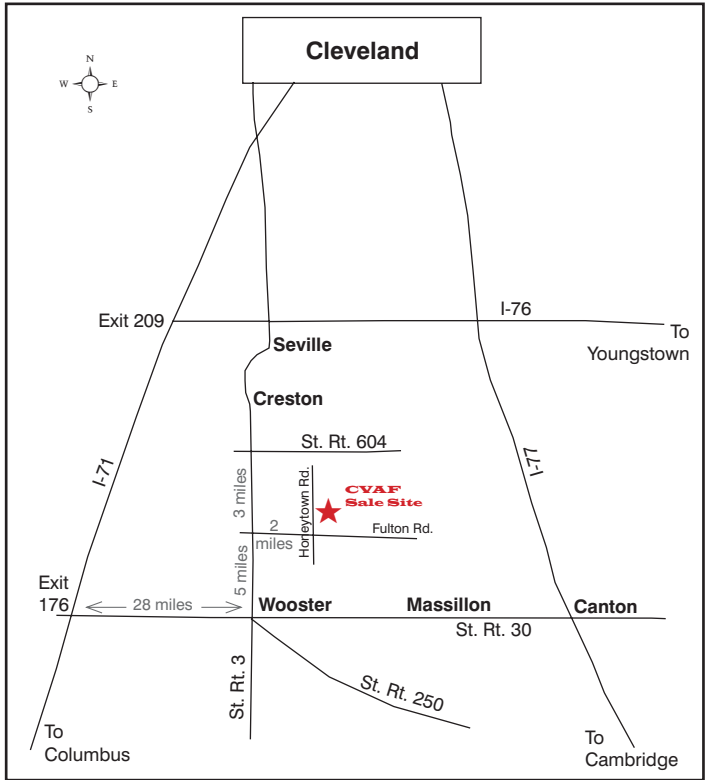 Cleveland
N
W
E
S
I-76
Exit 209
To
Youngstown
Seville
Creston
St. Rt. 604
I-71
I-77
3 miles
Honeytown Rd.
CVAF
Sale Site
2
miles
Fulton Rd.
5 miles
Exit
176
28 miles
Wooster
Massillon
Canton
St. Rt. 30
St. Rt. 3
St. Rt. 250
To
Columbus
To
Cambridge